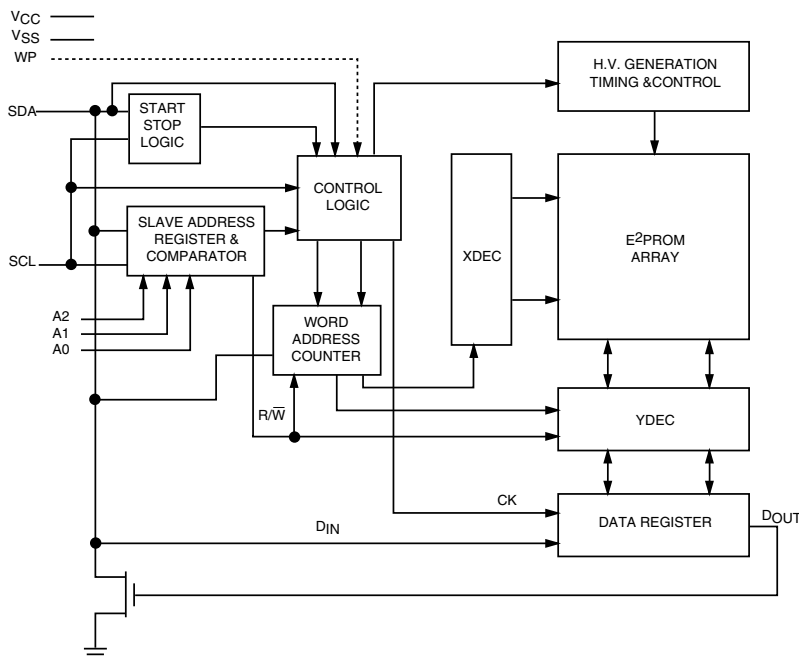 VCC
VSS
WP
SDA
START
STOP
LOGIC
H.V. GENERATION
TIMING &CONTROL
CONTROL
LOGIC
SLAVE ADDRESS
REGISTER &
COMPARATOR
SCL
XDEC
E2PROM
ARRAY
A2
A1
A0
WORD
ADDRESS
COUNTER
R/W̅
YDEC
CK
DIN
DATA REGISTER
DOUT